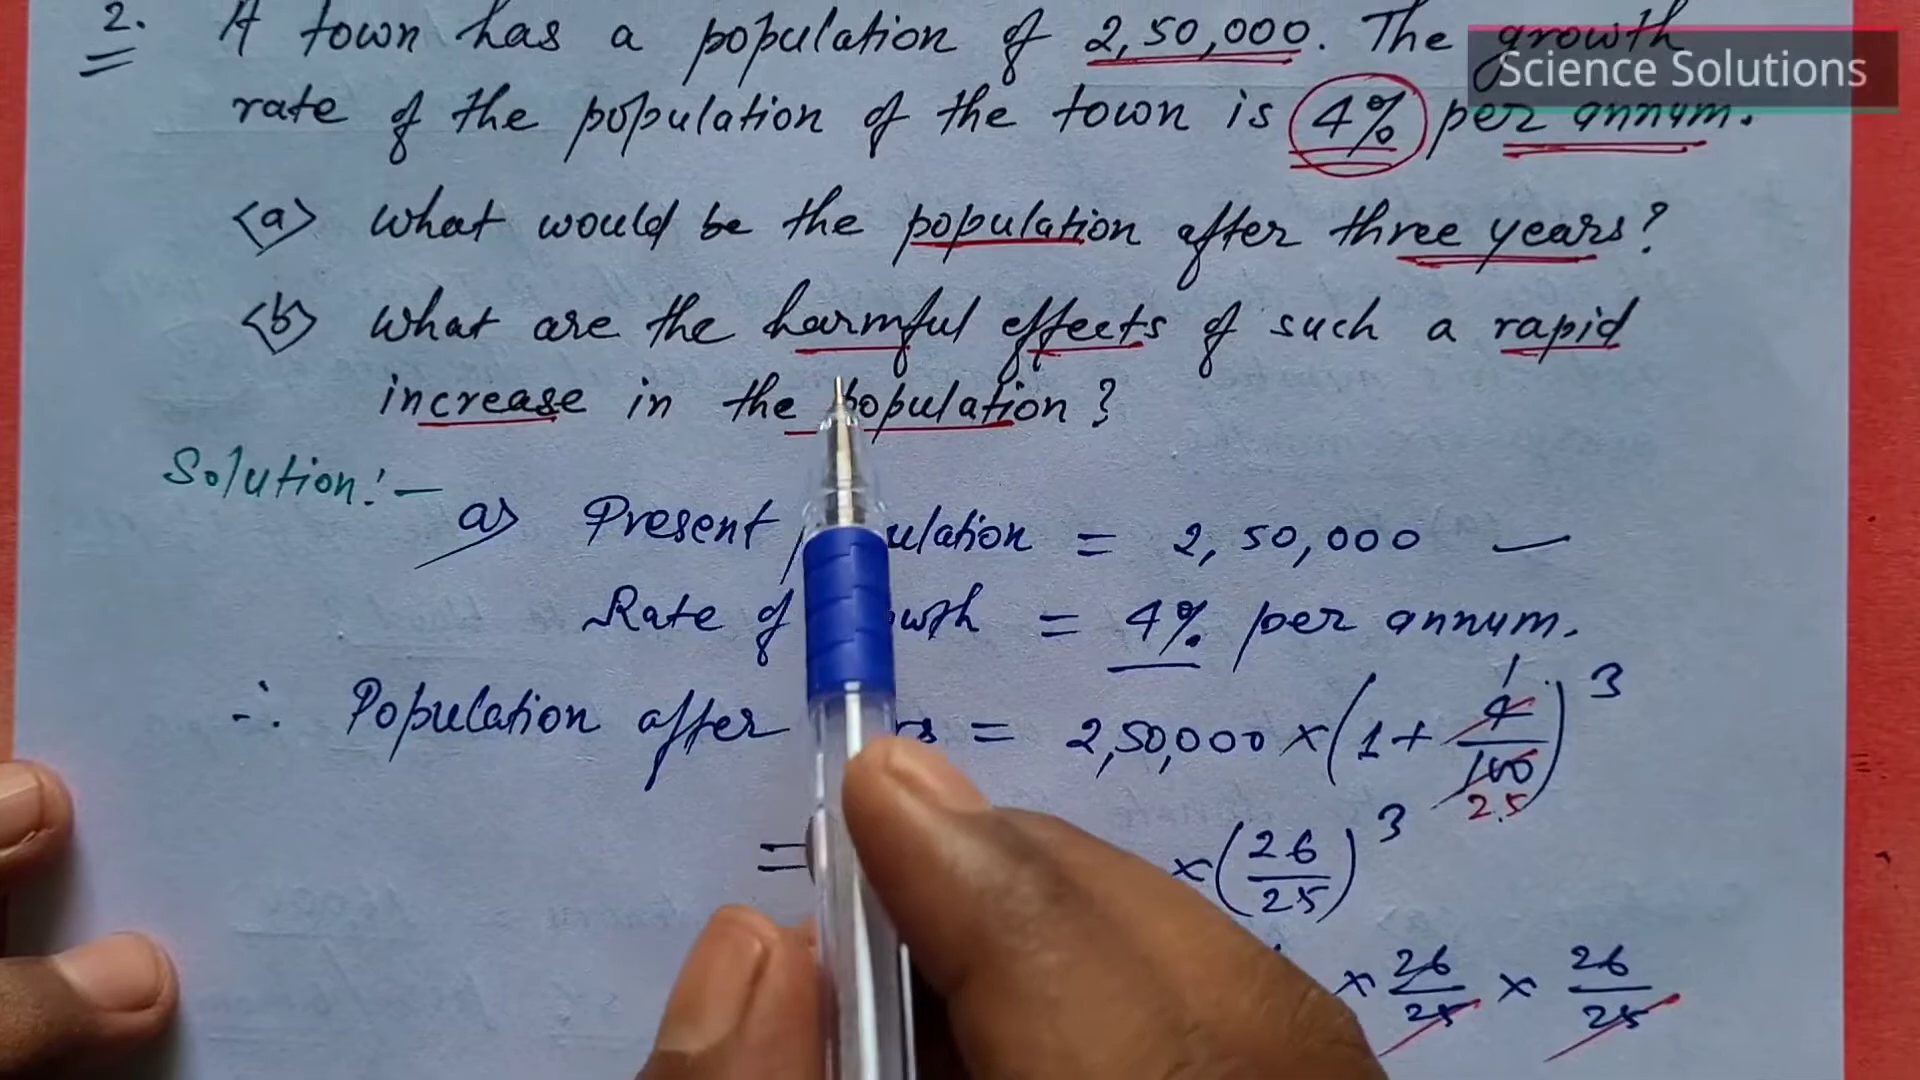 2. A town has a population of 2,50,000. The growth
Science Solutions
rate of the population of the town is 4% per annum.
<a> What would be the population after three years?
<b> What are the harmful effects of such a rapid
increase in the population?
Solution:-
a> Present = 2,50,000
Rate of = 4% per annum.
∴ Population after = 2,50,000 × (1 + 4/100)³
1
25
= × (26/25)³
× 26/25 × 26/25